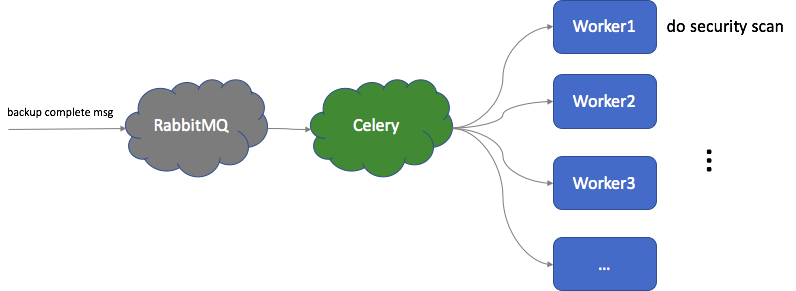 backup complete msg
RabbitMQ
Celery
Worker1
do security scan
Worker2
Worker3
...